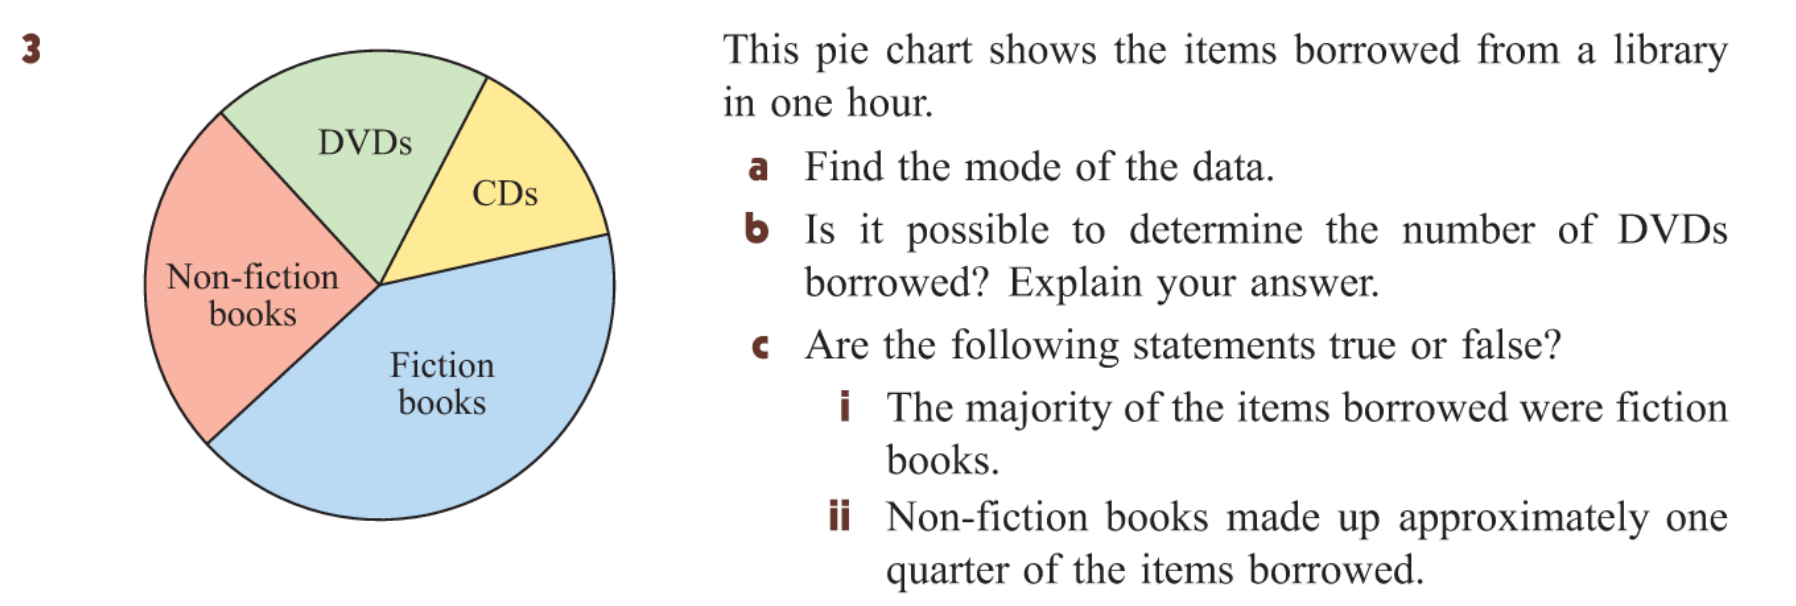 3
DVDs
CDs
Non-fiction
books
Fiction
books
This pie chart shows the items borrowed from a library
in one hour.
a Find the mode of the data.
b Is it possible to determine the number of DVDs
borrowed? Explain your answer.
c Are the following statements true or false?
i The majority of the items borrowed were fiction
books.
ii Non-fiction books made up approximately one
quarter of the items borrowed.